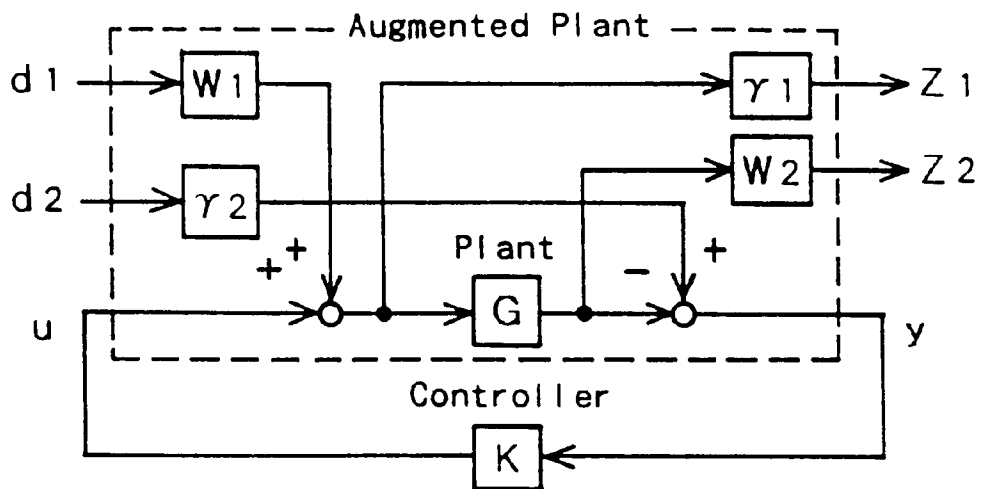 Augmented Plant
d1
W1
γ1
Z1
d2
γ2
W2
Z2
Plant
+
+
-
+
u
G
y
Controller
K